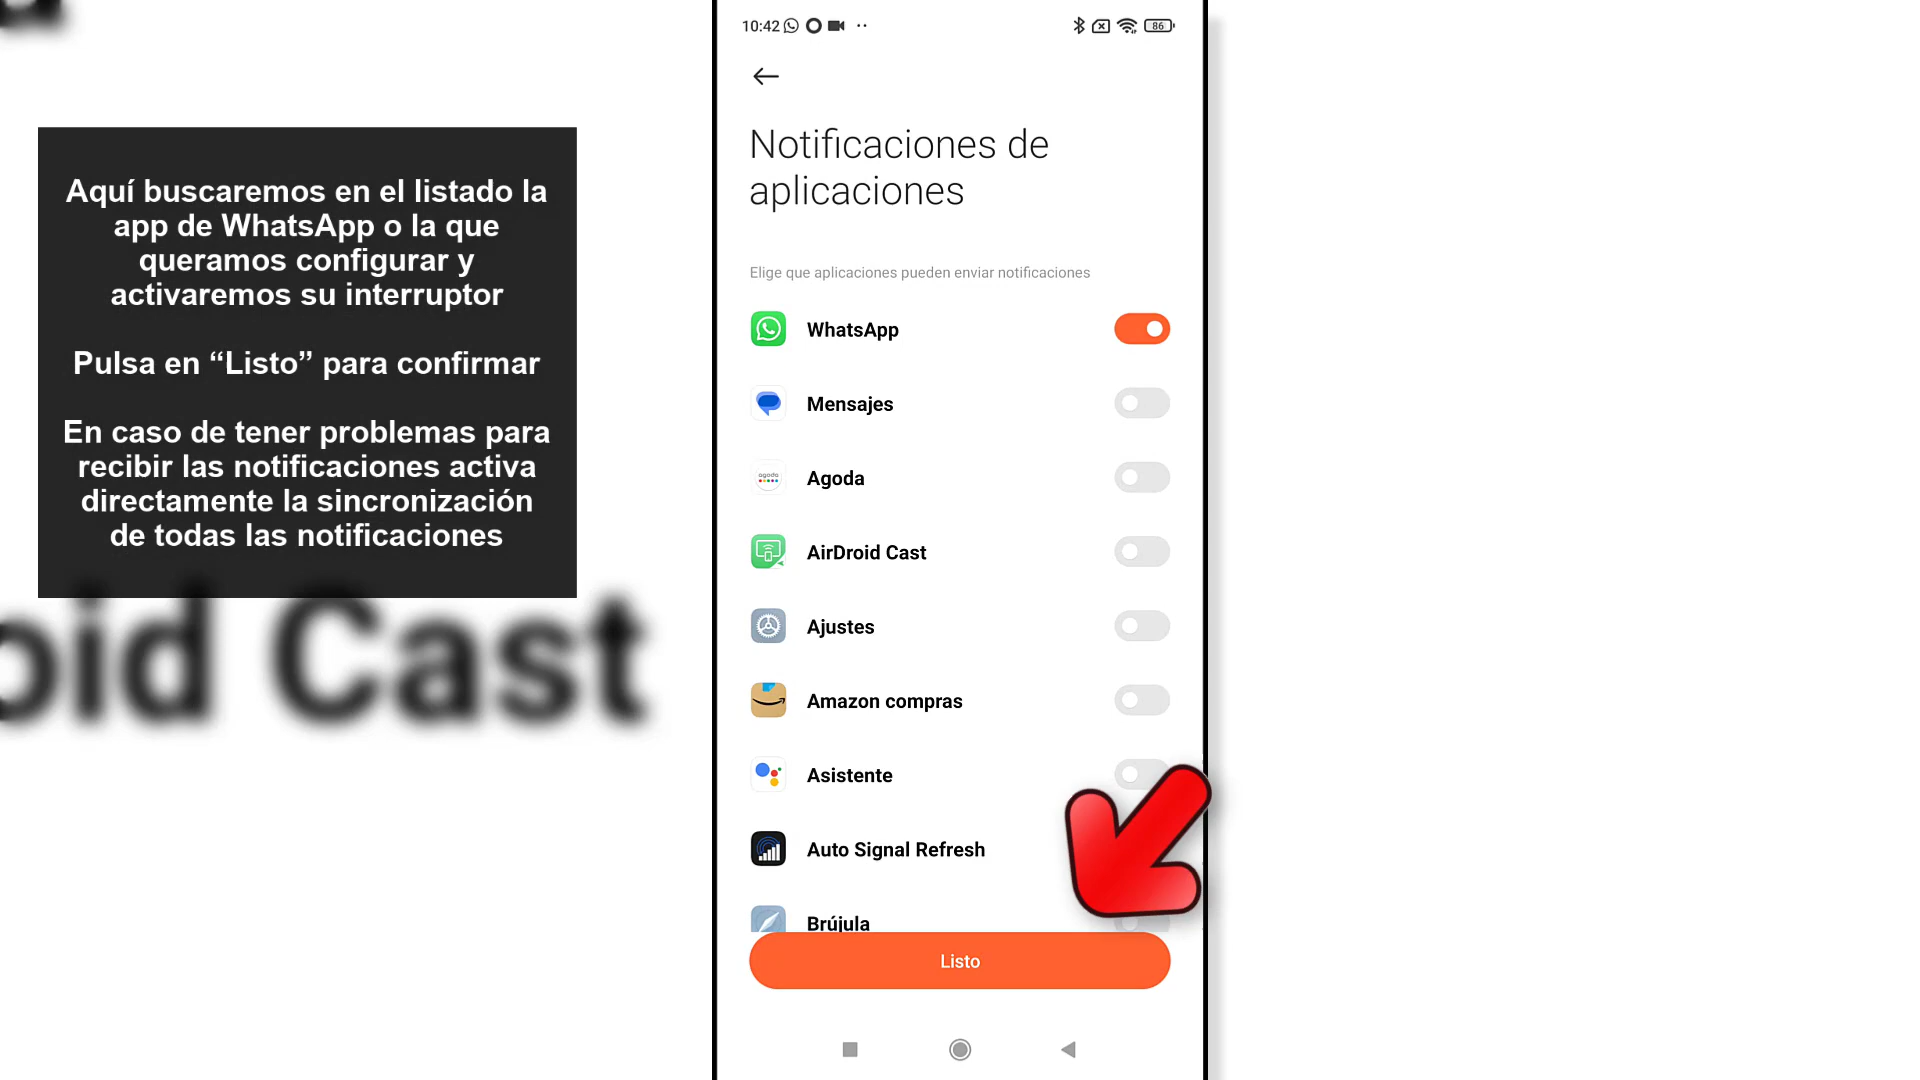 Aquí buscaremos en el listado la
app de WhatsApp o la que
queramos configurar y
activaremos su interruptor
Pulsa en “Listo” para confirmar
En caso de tener problemas para
recibir las notificaciones activa
directamente la sincronización
de todas las notificaciones
oid Cast
10:42
86
Notificaciones de
aplicaciones
Elige que aplicaciones pueden enviar notificaciones
WhatsApp
Mensajes
agoda
Agoda
AirDroid Cast
Ajustes
Amazon compras
Asistente
Auto Signal Refresh
Brújula
Listo